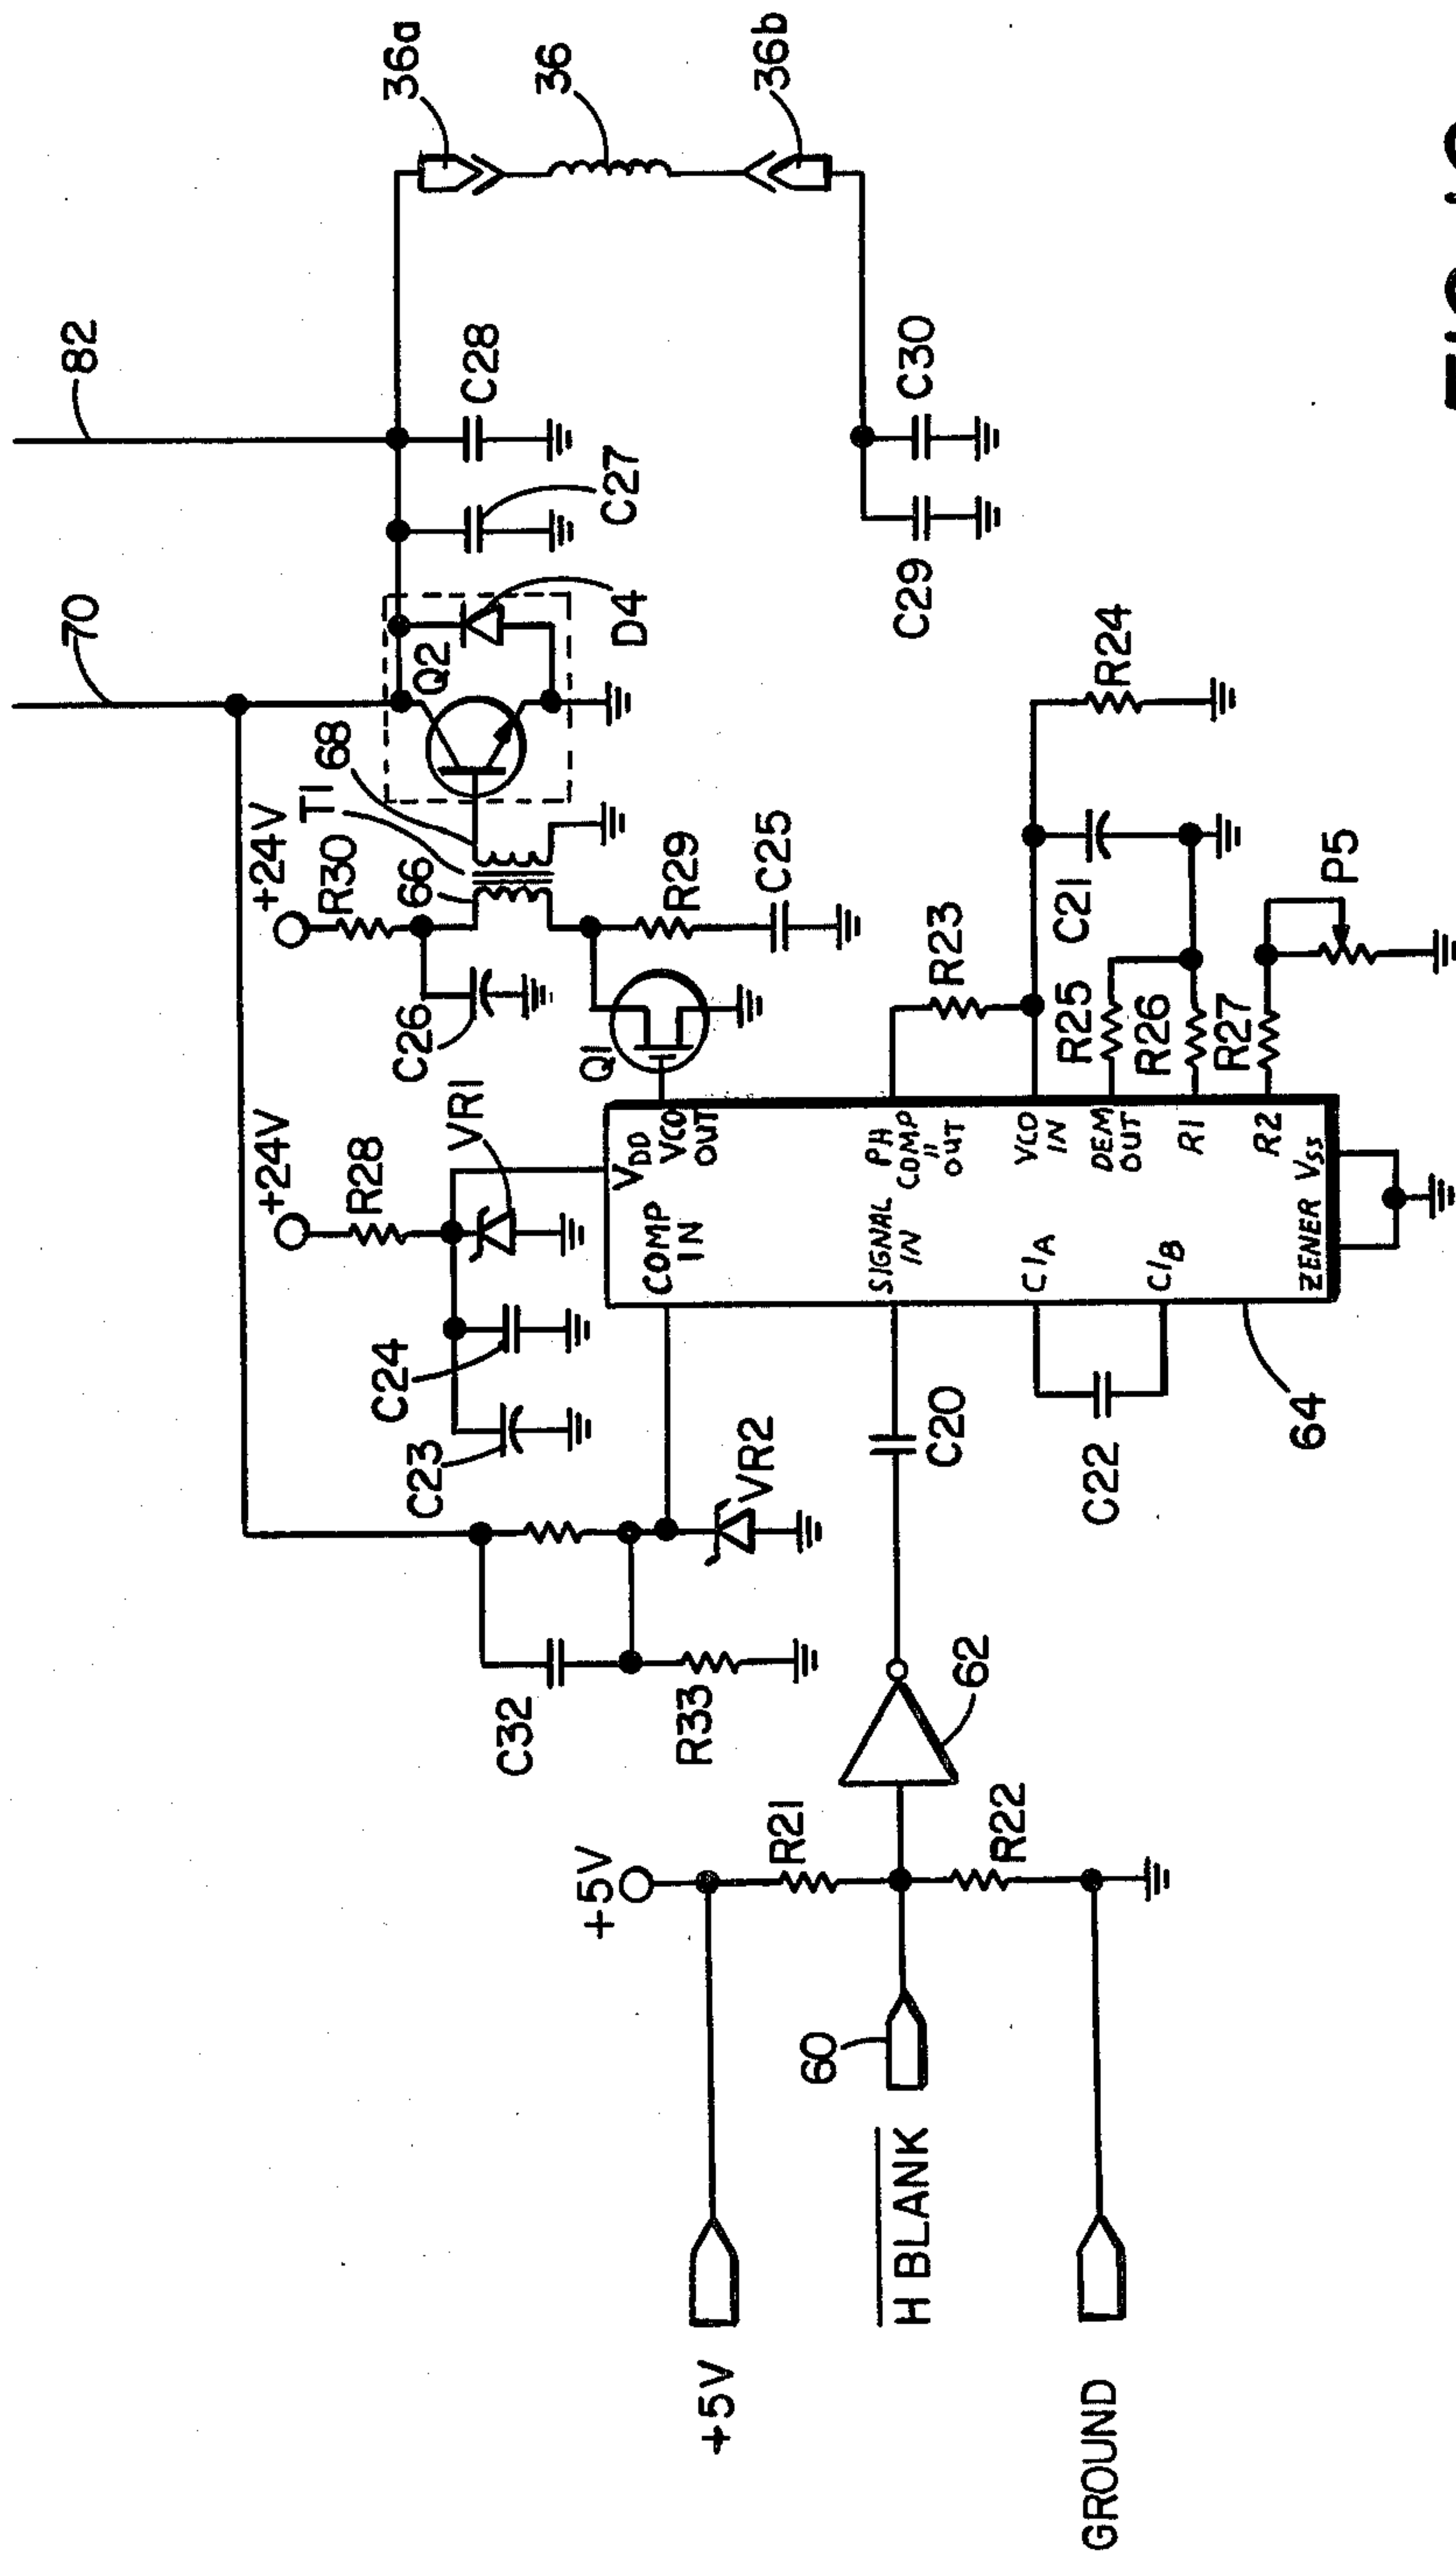 70
82
+24V
R30
66
T1
68
Q2
D4
C27
C28
36a
36
36b
C26
+24V
R28
VR1
Q1
R29
C25
C29
C30
C24
C23
VDD
VCO
OUT
COMP
IN
PH
COMP
II
OUT
SIGNAL
IN
VCO
IN
C1A
DEM
OUT
R1
C1B
R2
ZENER
VSS
R23
R24
C21
R25
R26
R27
P5
C32
R33
VR2
C20
C22
64
+5V
R21
R22
62
60
+5V
H BLANK
GROUND